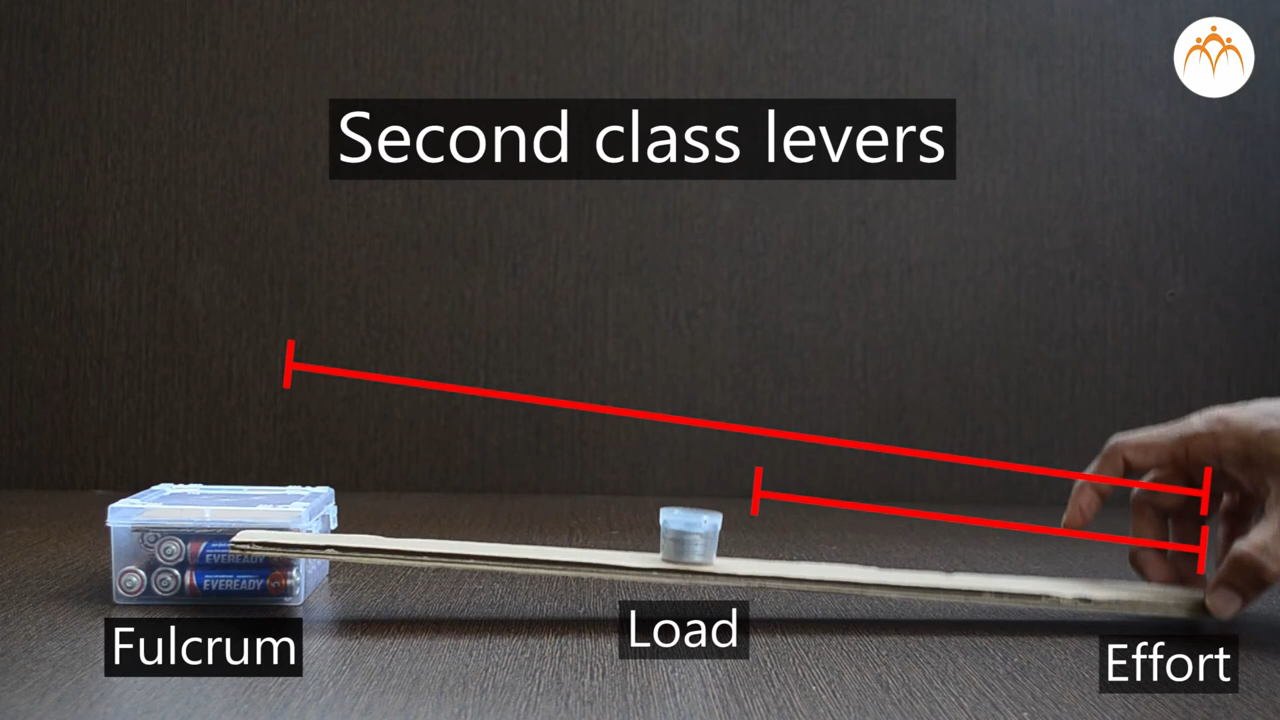 Second class levers
EVEREADY
EVEREADY
Fulcrum
Load
Effort